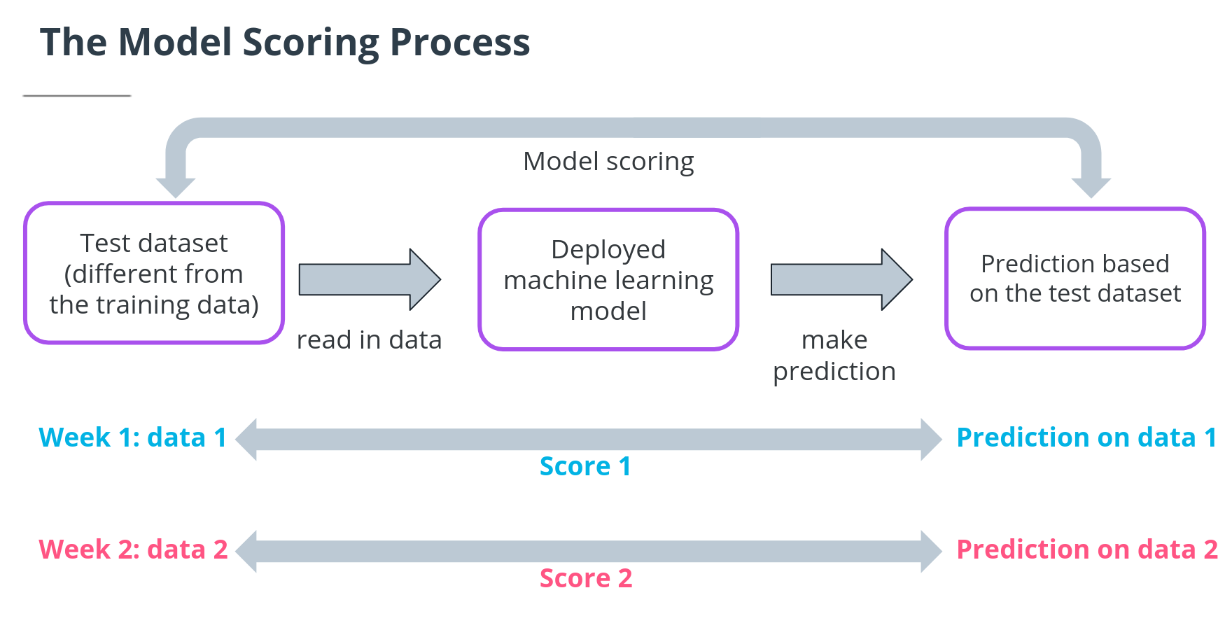 The Model Scoring Process
Model scoring
Test dataset
(different from
the training data)
read in data
Deployed
machine learning
model
make
prediction
Prediction based
on the test dataset
Week 1: data 1
Score 1
Prediction on data 1
Week 2: data 2
Score 2
Prediction on data 2